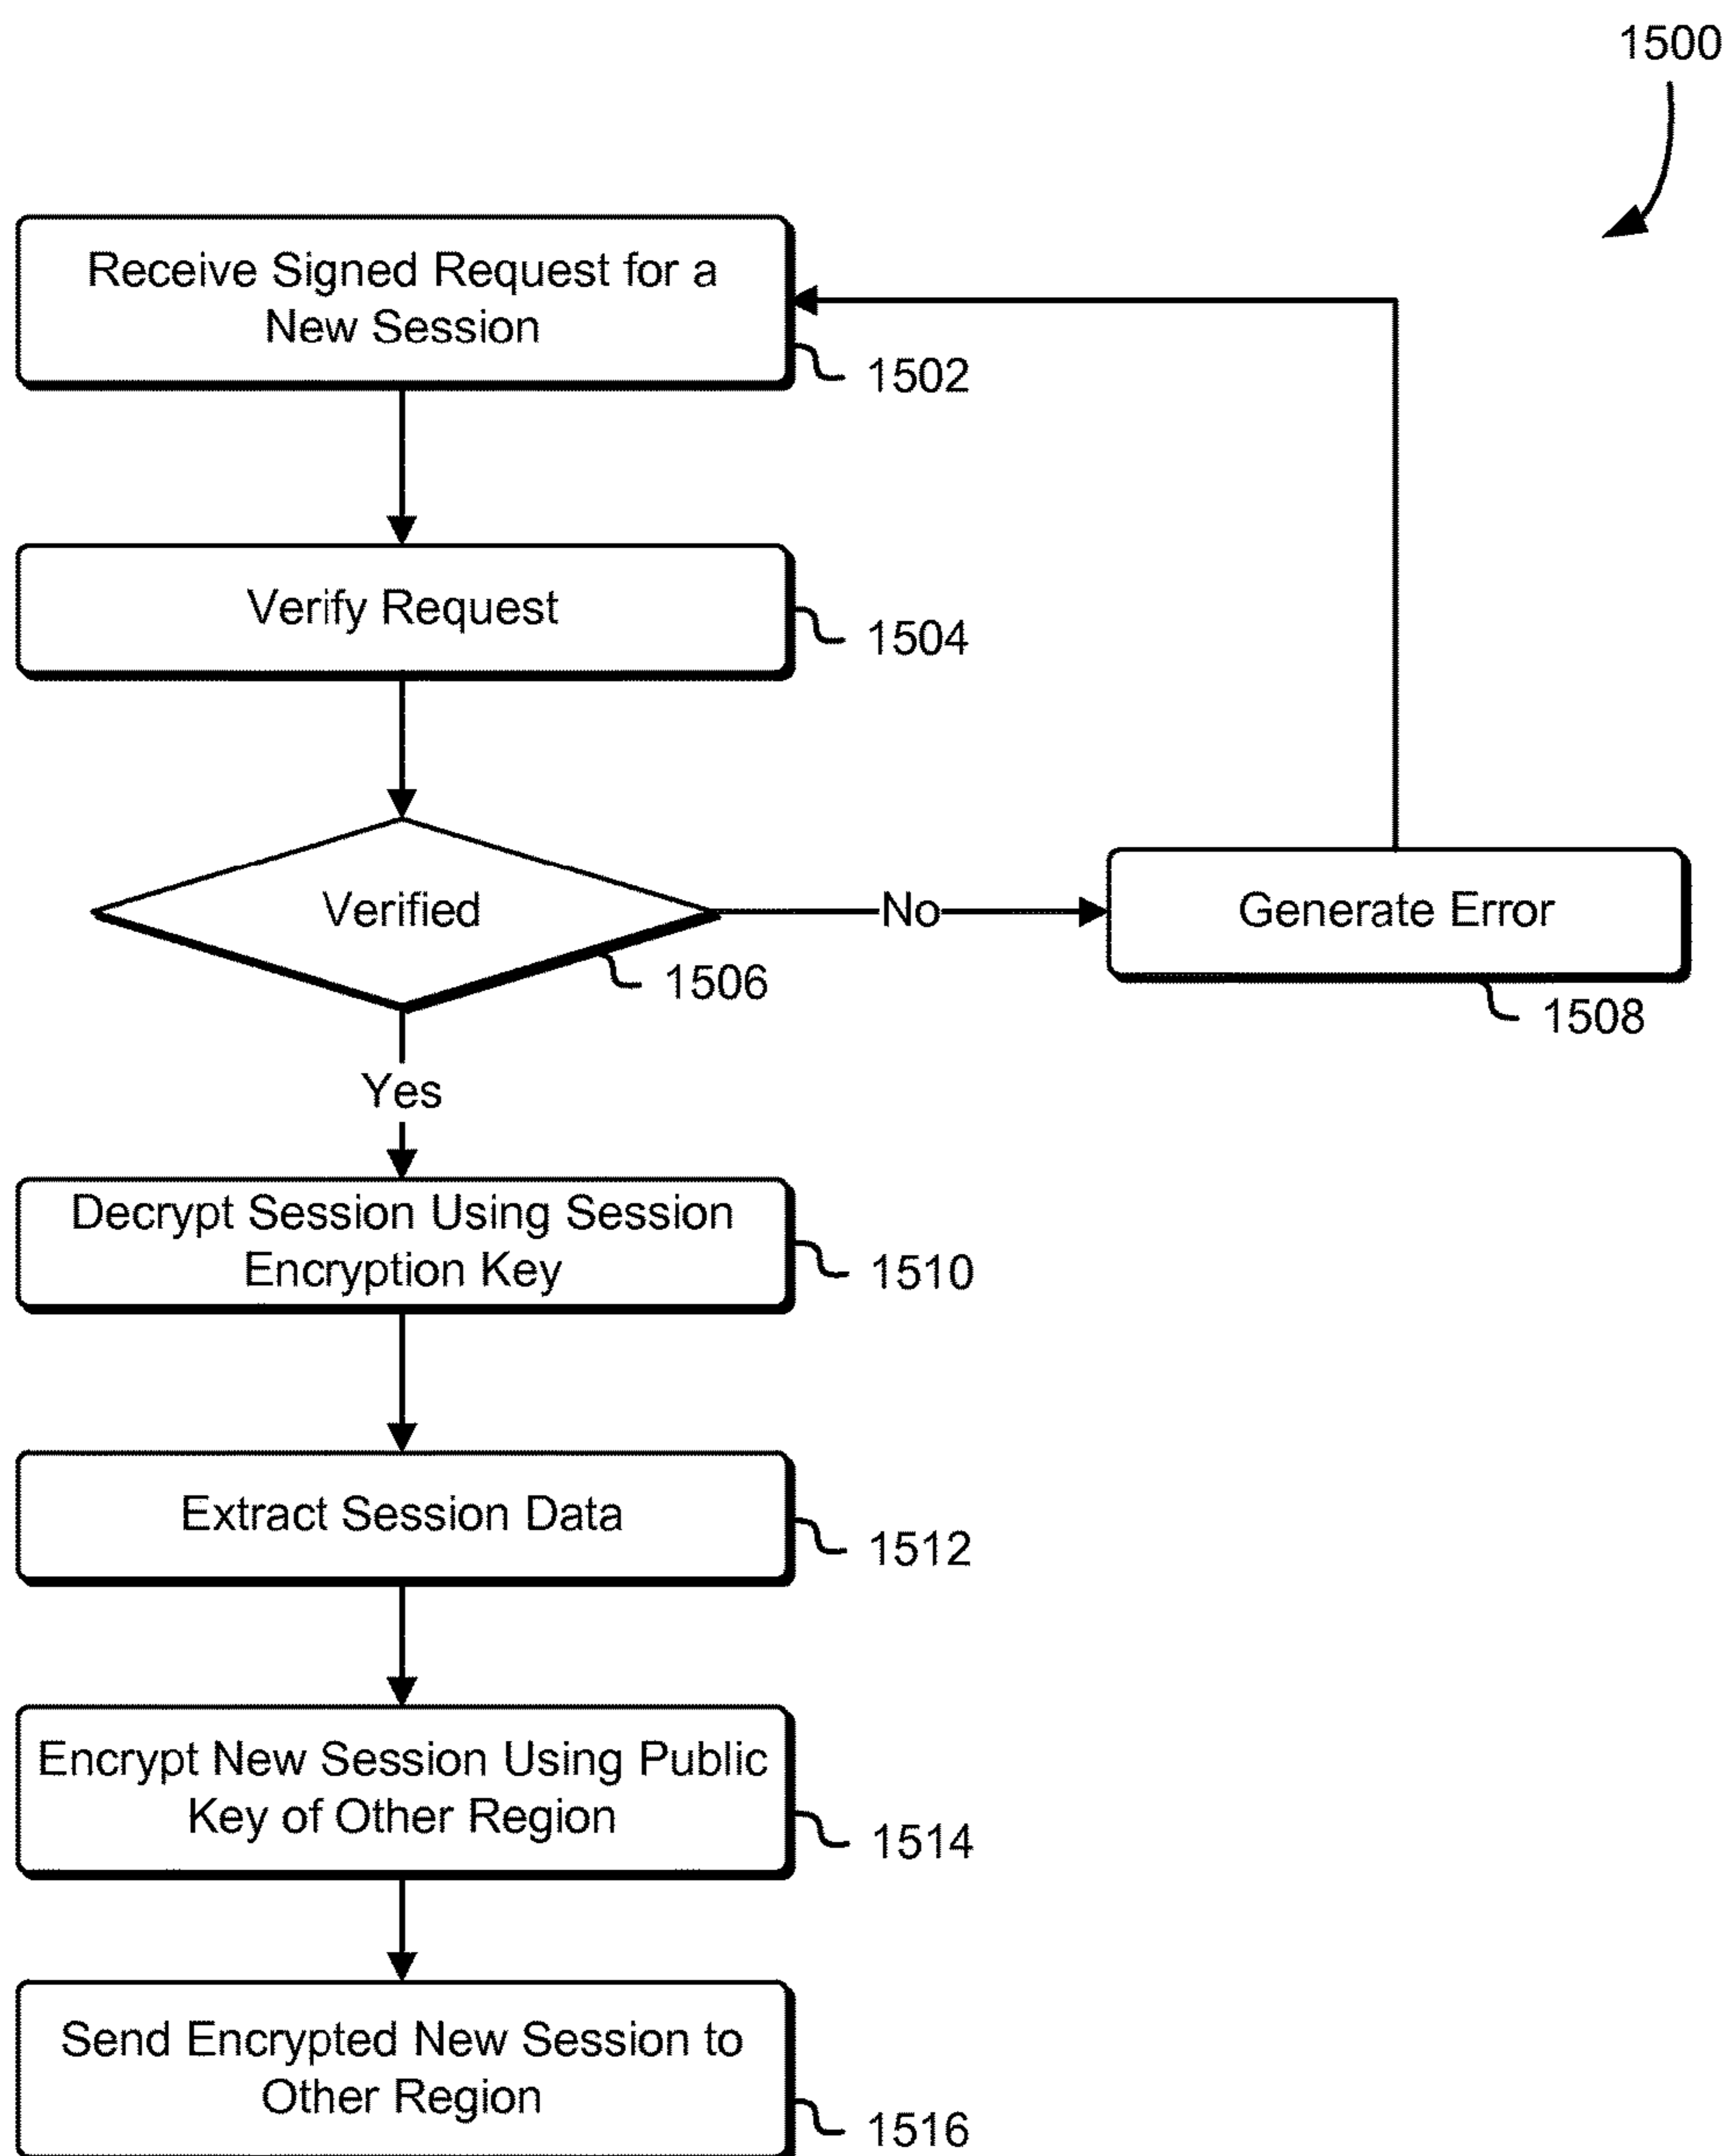 1500
Receive Signed Request for a
New Session
1502
Verify Request
1504
Verified
No
Generate Error
1506
1508
Yes
Decrypt Session Using Session
Encryption Key
1510
Extract Session Data
1512
Encrypt New Session Using Public
Key of Other Region
1514
Send Encrypted New Session to
Other Region
1516